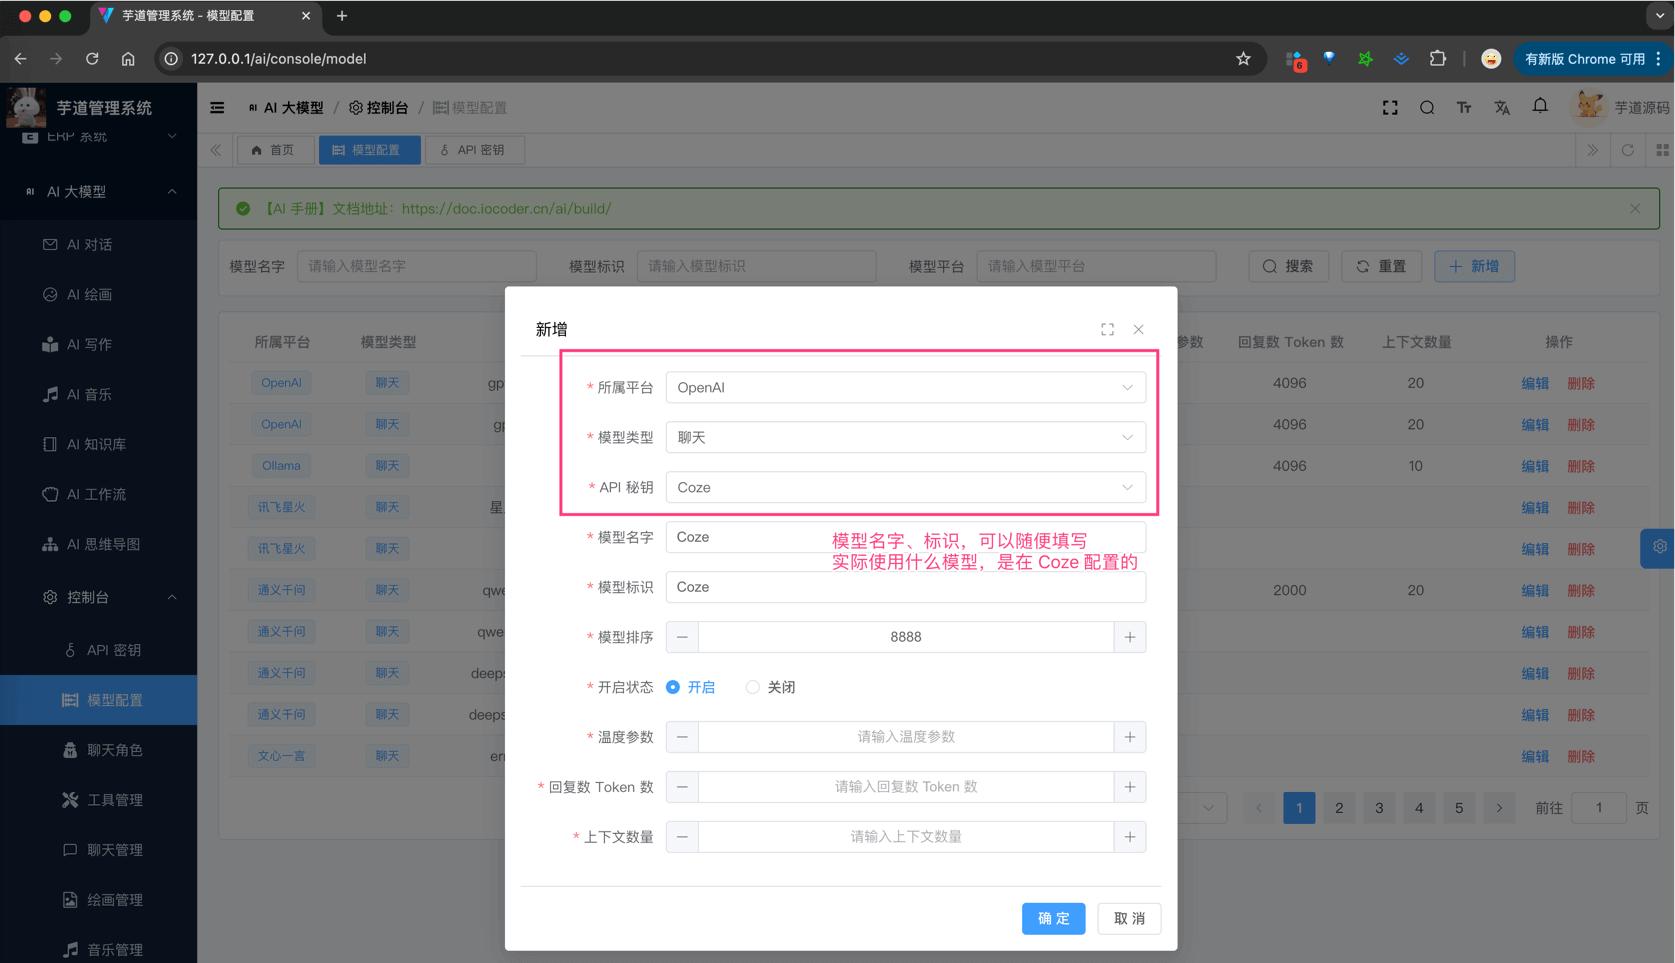 芋道管理系统 - 模型配置
127.0.0.1/ai/console/model
6
有新版 Chrome 可用
芋道管理系统
ERP 系统
AI 大模型
AI 对话
AI 绘画
AI 写作
AI 音乐
AI 知识库
AI 工作流
AI 思维导图
控制台
API 密钥
模型配置
聊天角色
工具管理
聊天管理
绘画管理
音乐管理
AI 大模型 / 控制台 / 模型配置
芋道源码
首页 模型配置 API 密钥
【AI 手册】文档地址：https://doc.iocoder.cn/ai/build/
模型名字 请输入模型名字 模型标识 请输入模型标识 模型平台 请输入模型平台 搜索 重置 新增
所属平台 模型类型 参数 回复数 Token 数 上下文数量 操作
OpenAI 聊天 4096 20 编辑 删除
OpenAI 聊天 4096 20 编辑 删除
Ollama 聊天 4096 10 编辑 删除
讯飞星火 聊天 编辑 删除
讯飞星火 聊天 编辑 删除
通义千问 聊天 qwe 2000 20 编辑 删除
通义千问 聊天 qwe 编辑 删除
通义千问 聊天 deeps 编辑 删除
通义千问 聊天 deeps 编辑 删除
文心一言 聊天 编辑 删除
1 2 3 4 5 前往 1 页
新增
* 所属平台 OpenAI
* 模型类型 聊天
* API 秘钥 Coze
* 模型名字 Coze
模型名字、标识，可以随便填写
实际使用什么模型，是在 Coze 配置的
* 模型标识 Coze
* 模型排序 8888
* 开启状态 开启 关闭
* 温度参数 请输入温度参数
* 回复数 Token 数 请输入回复数 Token 数
* 上下文数量 请输入上下文数量
确定 取消